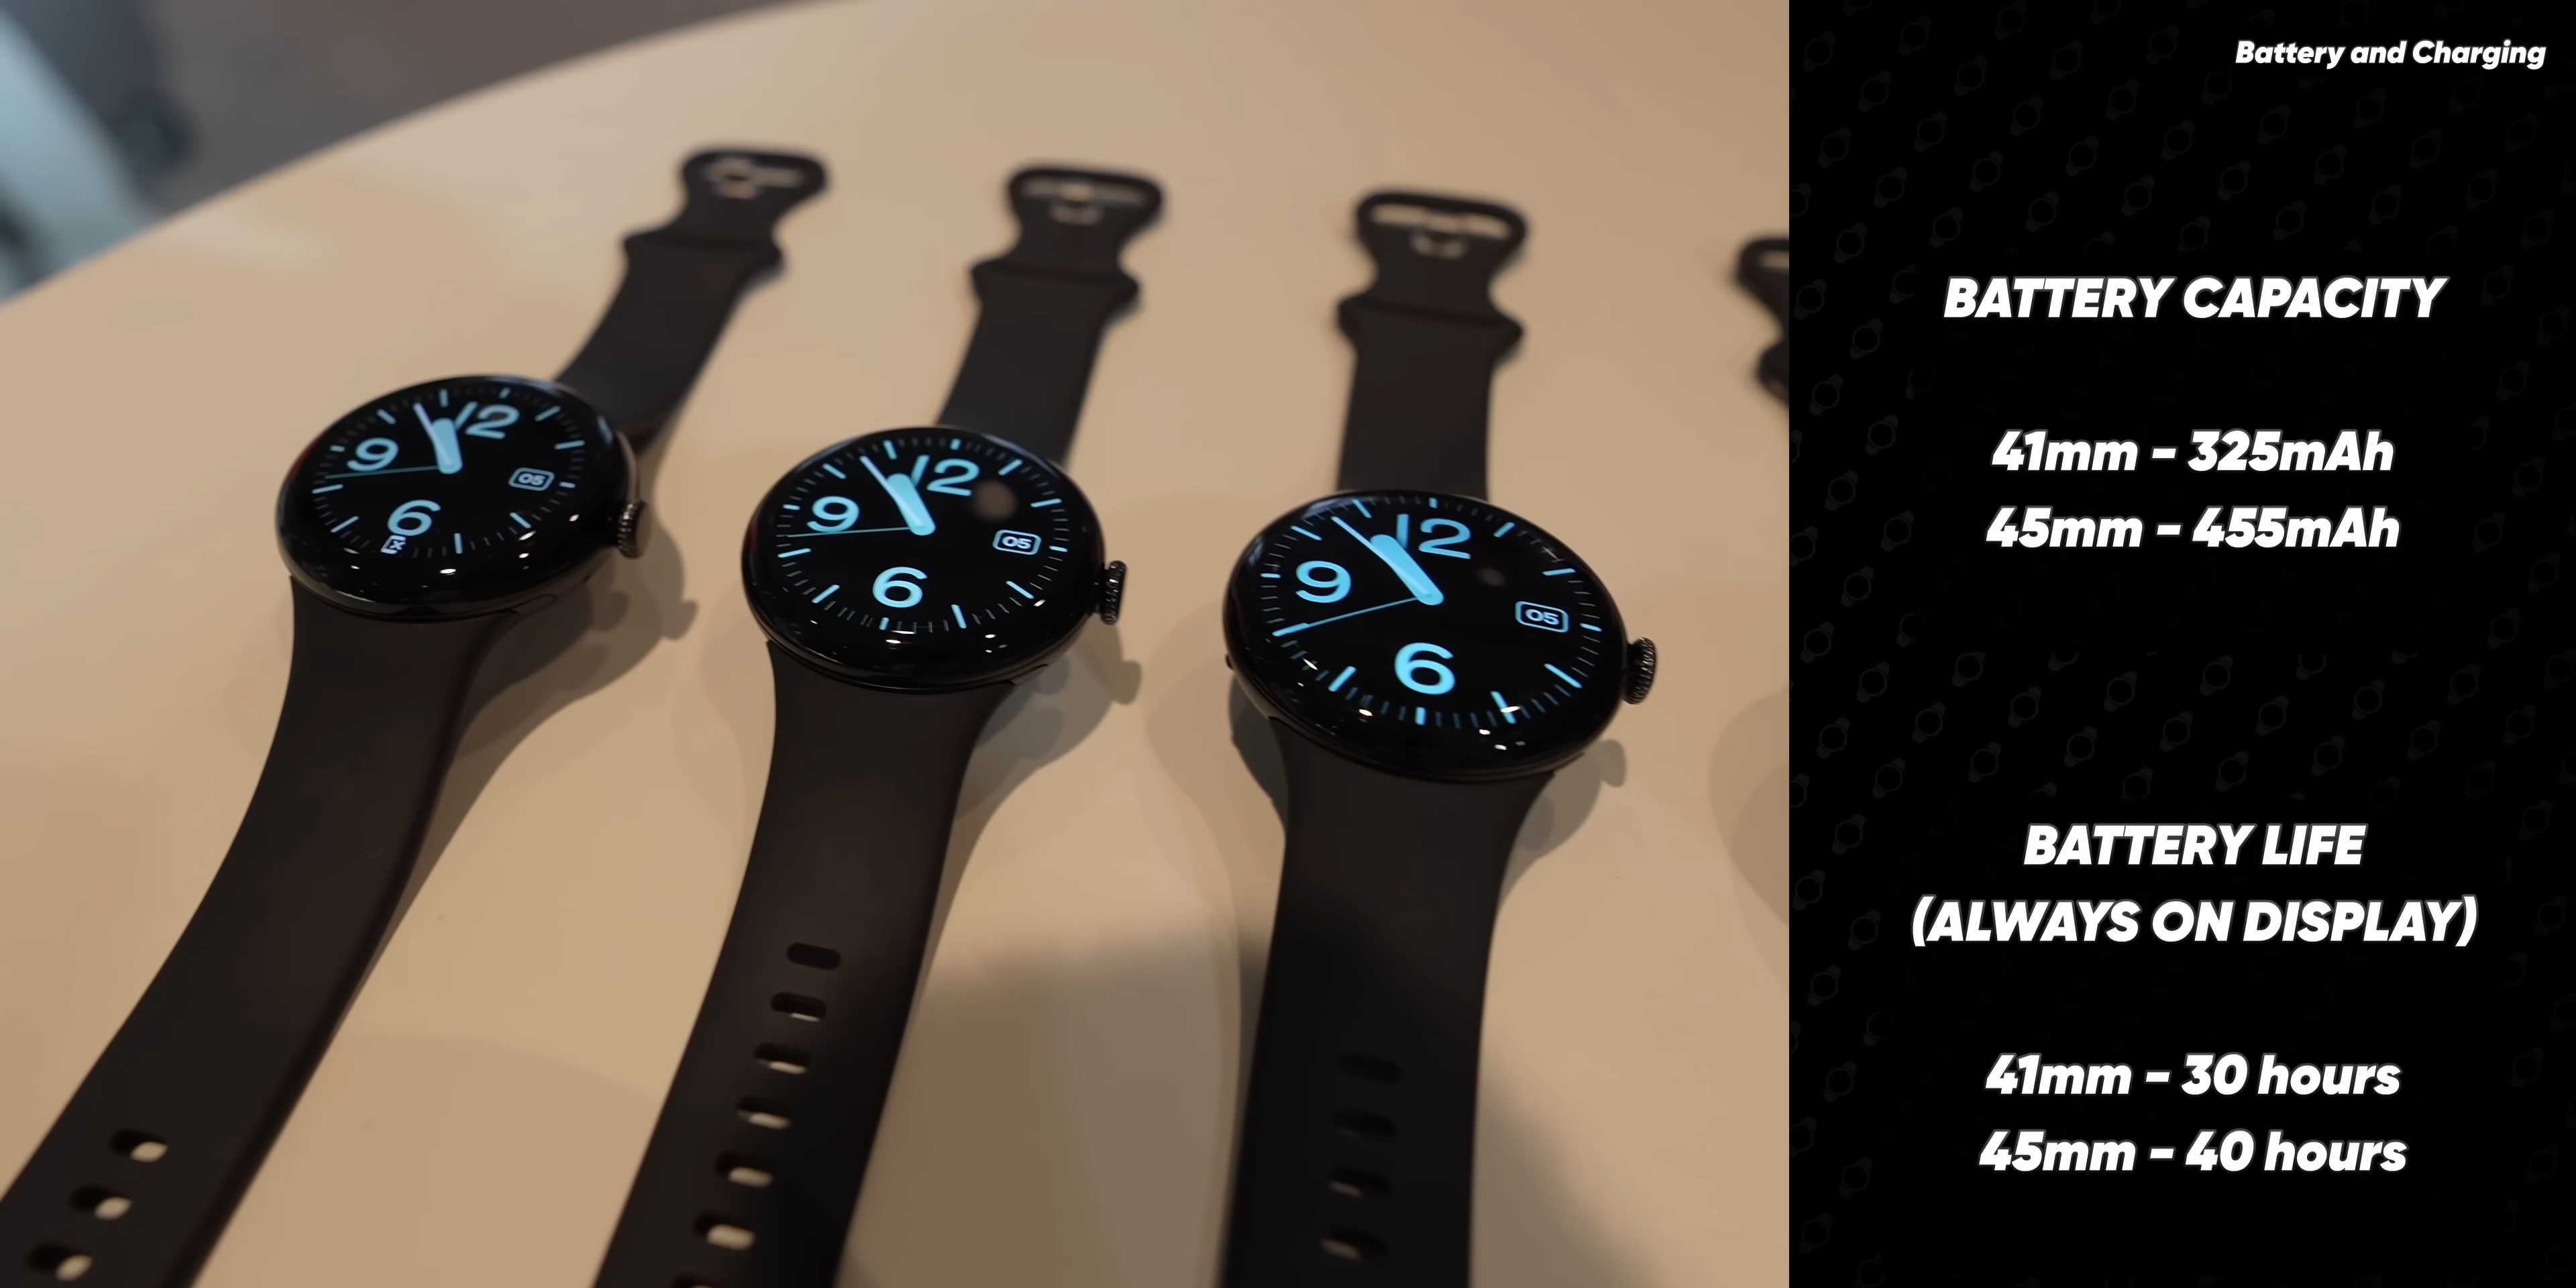 12
9
05
6
12
9
05
6
12
9
05
6
Battery and Charging
BATTERY CAPACITY
41mm - 325mAh
45mm - 455mAh
BATTERY LIFE
(ALWAYS ON DISPLAY)
41mm - 30 hours
45mm - 40 hours